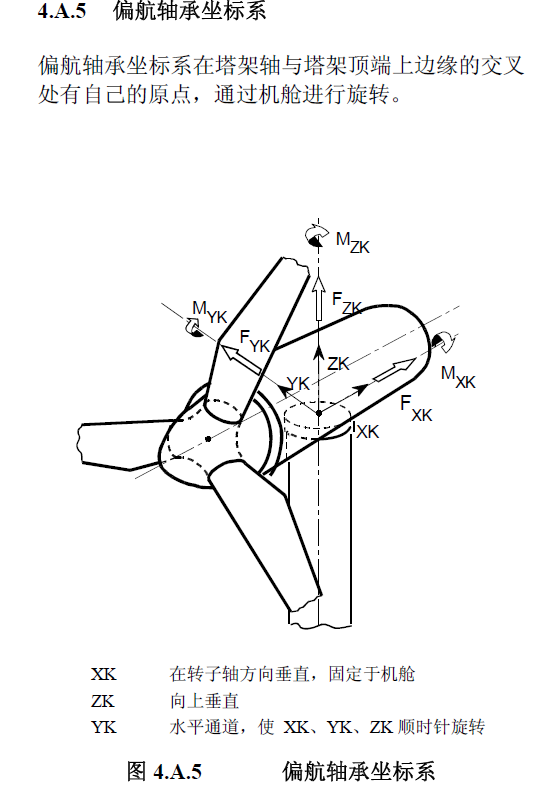 4.A.5 偏航轴承坐标系
偏航轴承坐标系在塔架轴与塔架顶端上边缘的交叉
处有自己的原点，通过机舱进行旋转。
MZK
FZK
MYK
FYK
ZK
YK
MXK
FXK
XK
XK 在转子轴方向垂直，固定于机舱
ZK 向上垂直
YK 水平通道，使 XK、YK、ZK 顺时针旋转
图 4.A.5 偏航轴承坐标系